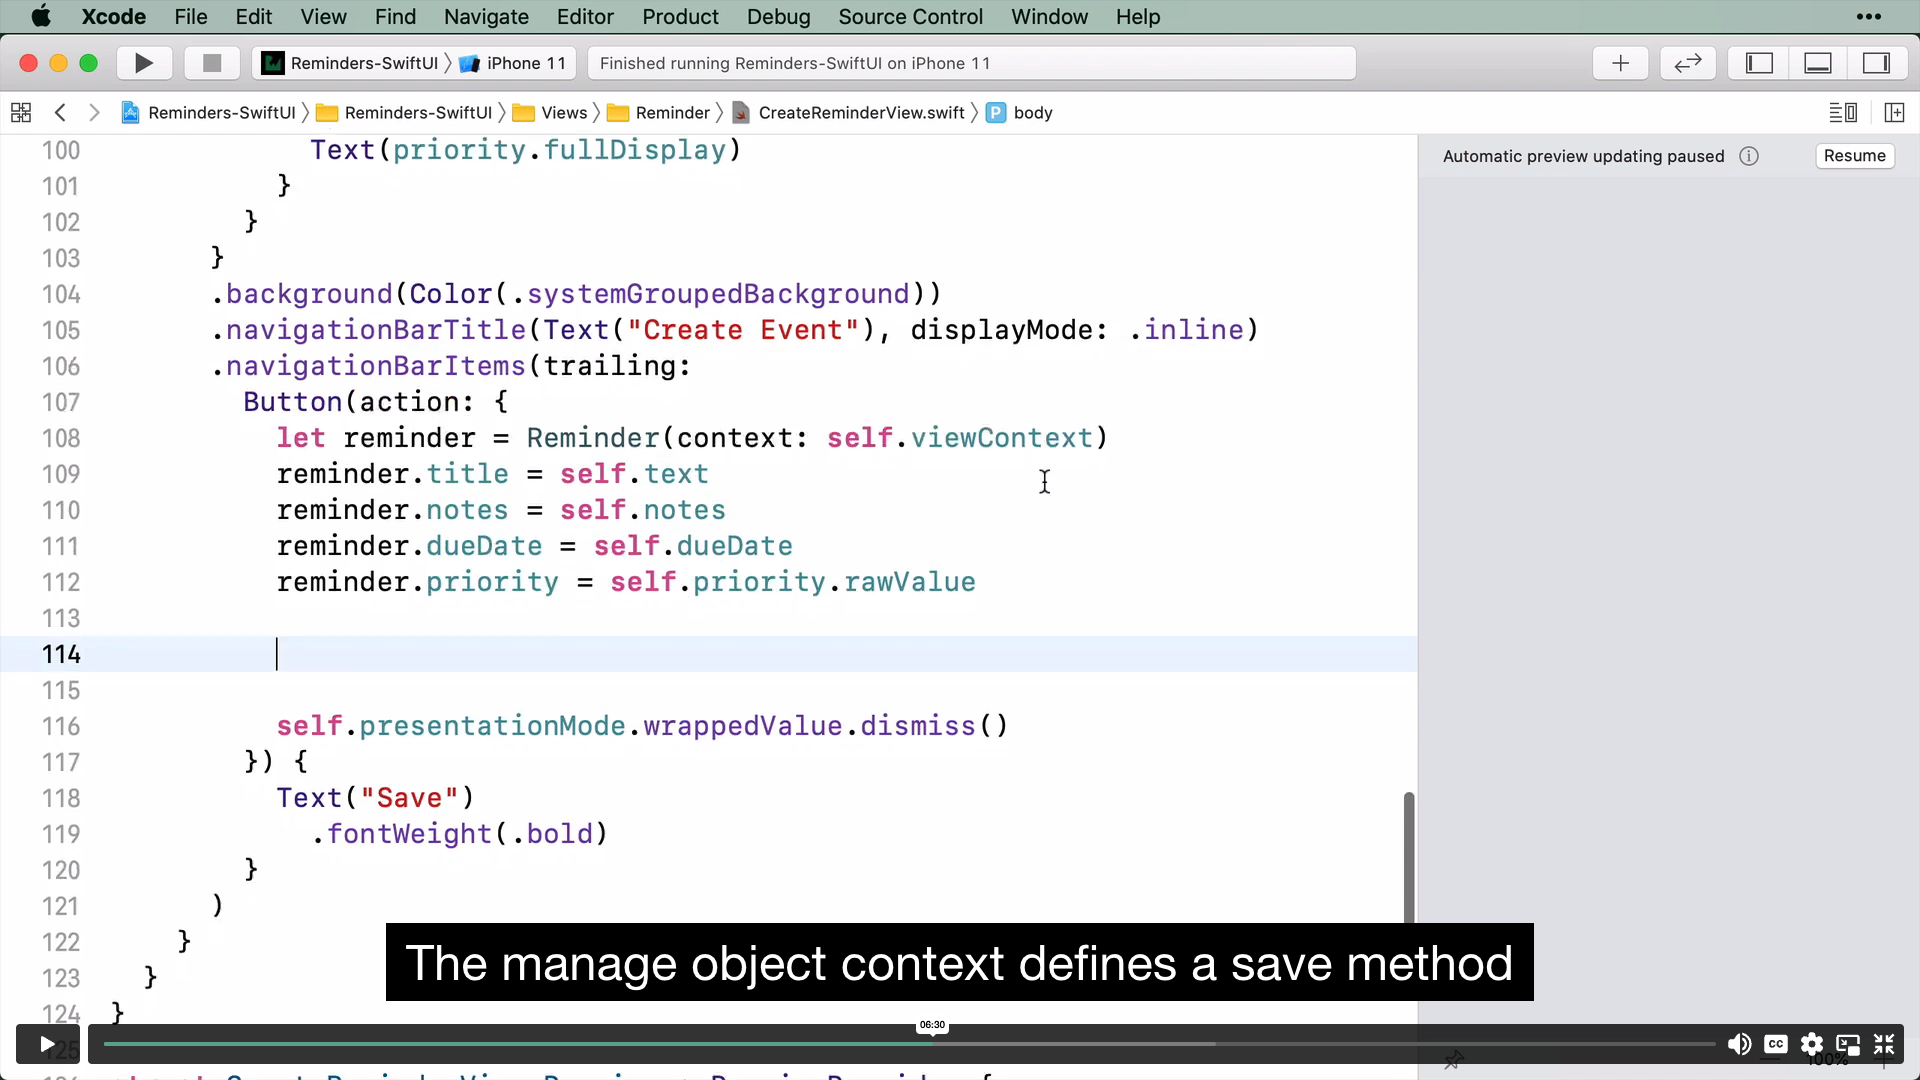 Xcode File Edit View Find Navigate Editor Product Debug Source Control Window Help
Reminders-SwiftUI iPhone 11 Finished running Reminders-SwiftUI on iPhone 11
Reminders-SwiftUI Reminders-SwiftUI Views Reminder CreateReminderView.swift P body
Automatic preview updating paused Resume
100 Text(priority.fullDisplay)
101 }
102 }
103 }
104 .background(Color(.systemGroupedBackground))
105 .navigationBarTitle(Text("Create Event"), displayMode: .inline)
106 .navigationBarItems(trailing:
107 Button(action: {
108 let reminder = Reminder(context: self.viewContext)
109 reminder.title = self.text
110 reminder.notes = self.notes
111 reminder.dueDate = self.dueDate
112 reminder.priority = self.priority.rawValue
113
114
115
116 self.presentationMode.wrappedValue.dismiss()
117 }) {
118 Text("Save")
119 .fontWeight(.bold)
120 }
121 )
122 }
123 }
124 }
The manage object context defines a save method
06:30
CC
100%